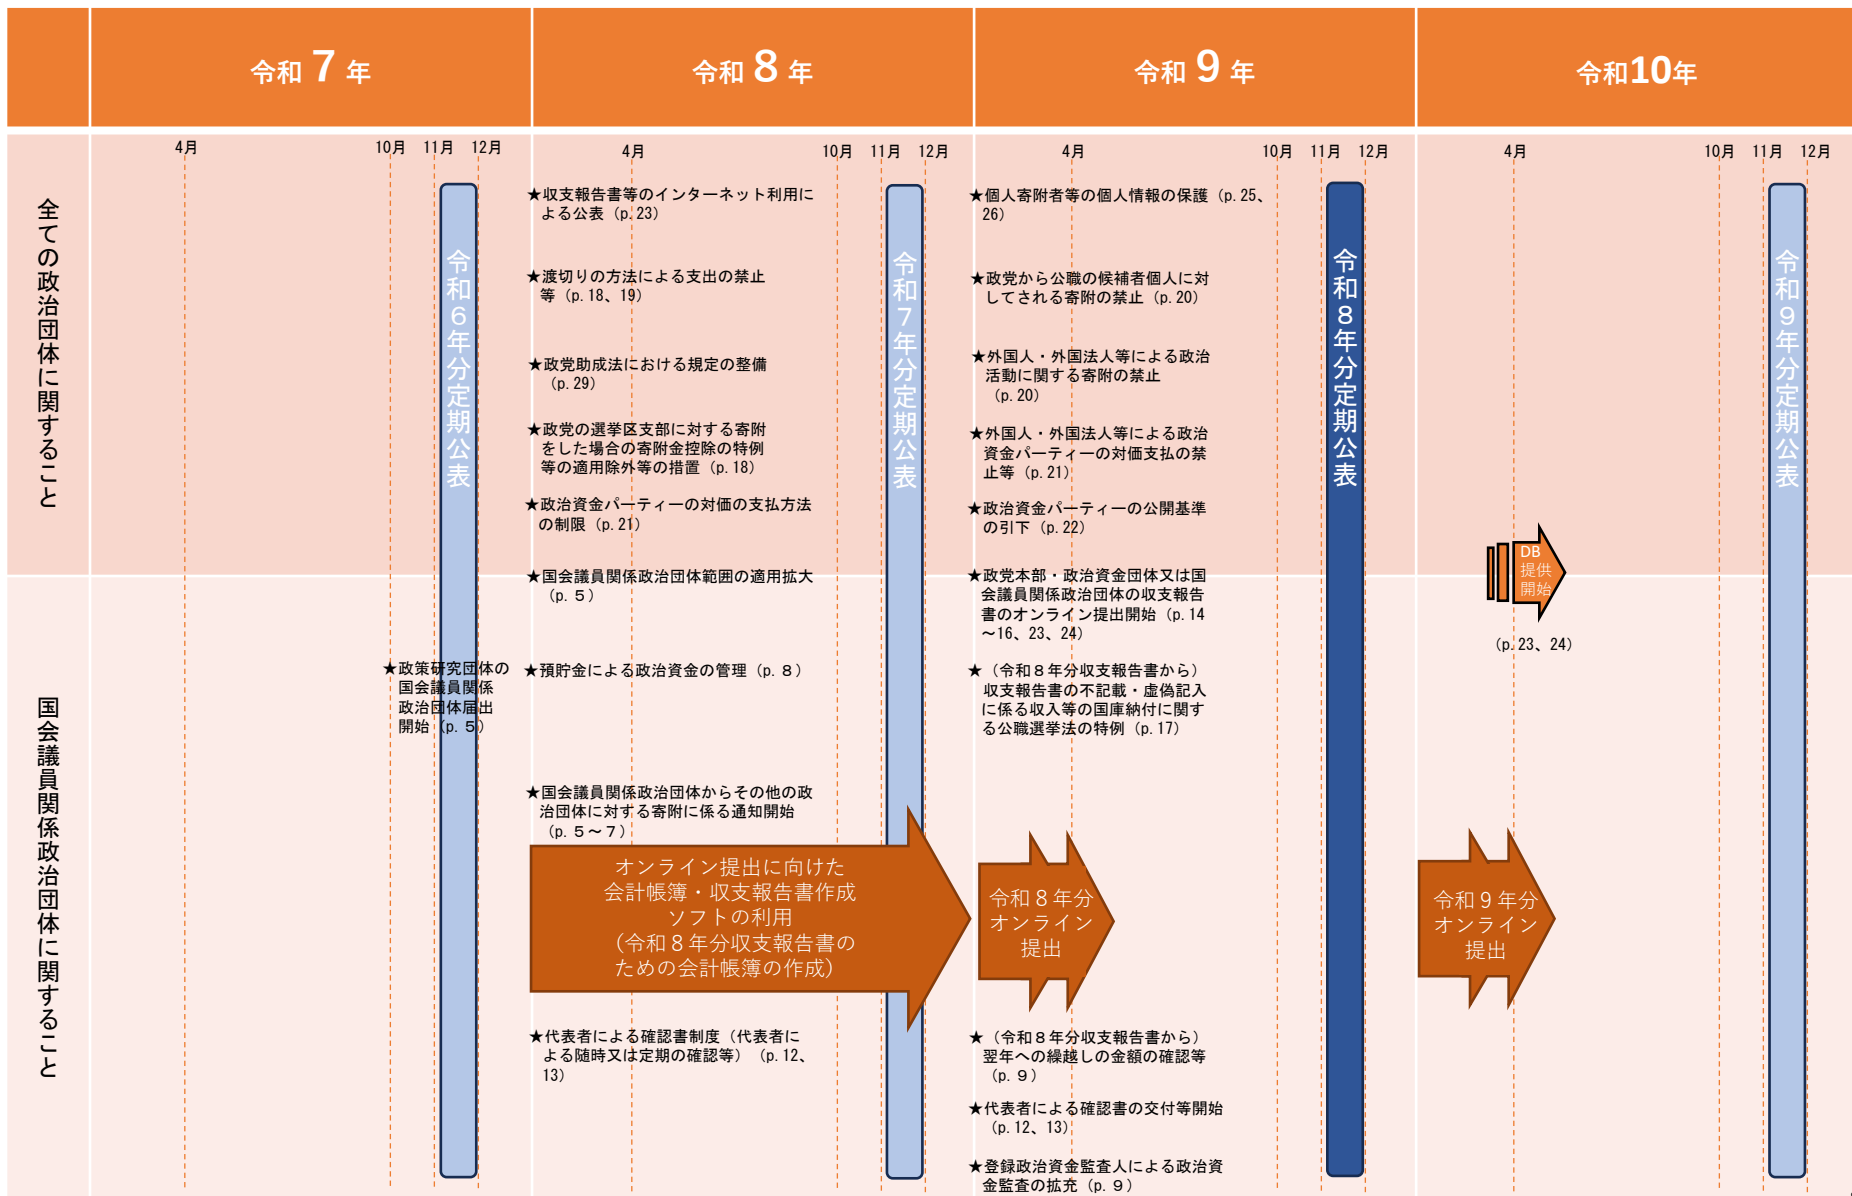 令和7年
令和8年
令和9年
令和10年
全ての政治団体に関すること
4月
10月
11月
12月
令和6年分定期公表
4月
10月
11月
12月
★収支報告書等のインターネット利用に
よる公表（p.23）
★渡切りの方法による支出の禁止
等（p.18、19）
★政党助成法における規定の整備
（p.29）
★政党の選挙区支部に対する寄附
をした場合の寄附金控除の特例
等の適用除外等の措置（p.18）
★政治資金パーティーの対価の支払方法
の制限（p.21）
令和7年分定期公表
4月
10月
11月
12月
★個人寄附者等の個人情報の保護（p.25、
26）
★政党から公職の候補者個人に対
してされる寄附の禁止（p.20）
★外国人・外国法人等による政治
活動に関する寄附の禁止
（p.20）
★外国人・外国法人等による政治
資金パーティーの対価支払の禁
止等（p.21）
★政治資金パーティーの公開基準
の引下（p.22）
令和8年分定期公表
4月
10月
11月
12月
DB
提供
開始
（p.23、24）
令和9年分定期公表
国会議員関係政治団体に関すること
★政策研究団体の
国会議員関係
政治団体届出
開始（p.5）
★国会議員関係政治団体範囲の適用拡大
（p.5）
★預貯金による政治資金の管理（p.8）
★国会議員関係政治団体からその他の政
治団体に対する寄附に係る通知開始
（p.5～7）
オンライン提出に向けた
会計帳簿・収支報告書作成
ソフトの利用
（令和8年分収支報告書の
ための会計帳簿の作成）
★代表者による確認書制度（代表者に
よる随時又は定期の確認等）（p.12、
13）
★政党本部・政治資金団体又は国
会議員関係政治団体の収支報告
書のオンライン提出開始（p.14
～16、23、24）
★（令和8年分収支報告書から）
収支報告書の不記載・虚偽記入
に係る収入等の国庫納付に関す
る公職選挙法の特例（p.17）
令和8年分
オンライン
提出
★（令和8年分収支報告書から）
翌年への繰越しの金額の確認等
（p.9）
★代表者による確認書の交付等開始
（p.12、13）
★登録政治資金監査人による政治資
金監査の拡充（p.9）
令和9年分
オンライン
提出